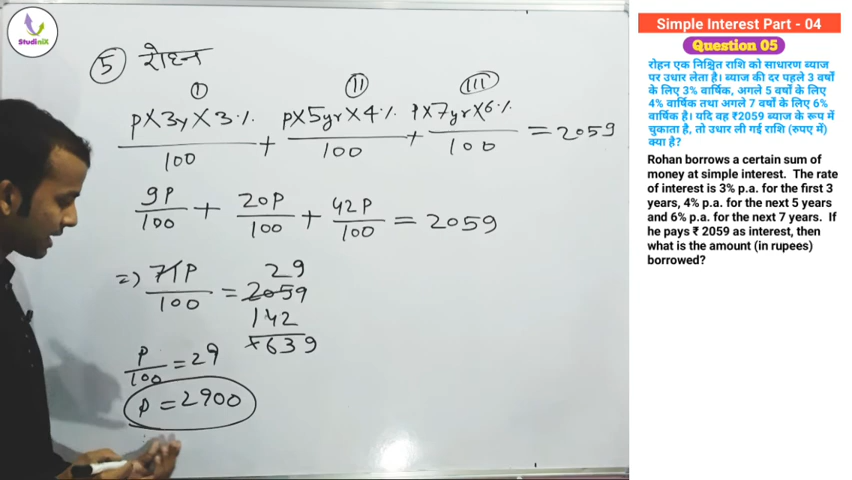 StudiniX
5 रोहन
I II III
P×3y×3% / 100 + P×5yr×4% / 100 + P×7yr×6% / 100 = 2059
9P/100 + 20P/100 + 42P/100 = 2059
29
=) 71P/100 = 2059
142
×639
P/100 = 29
P = 2900
Simple Interest Part - 04
Question 05
रोहन एक निश्चित राशि को साधारण ब्याज
पर उधार लेता है। ब्याज की दर पहले 3 वर्षों
के लिए 3% वार्षिक, अगले 5 वर्षों के लिए
4% वार्षिक तथा अगले 7 वर्षों के लिए 6%
वार्षिक है। यदि वह ₹2059 ब्याज के रूप में
चुकाता है, तो उधार ली गई राशि (रुपए में)
क्या है?
Rohan borrows a certain sum of
money at simple interest. The rate
of interest is 3% p.a. for the first 3
years, 4% p.a. for the next 5 years
and 6% p.a. for the next 7 years. If
he pays ₹ 2059 as interest, then
what is the amount (in rupees)
borrowed?